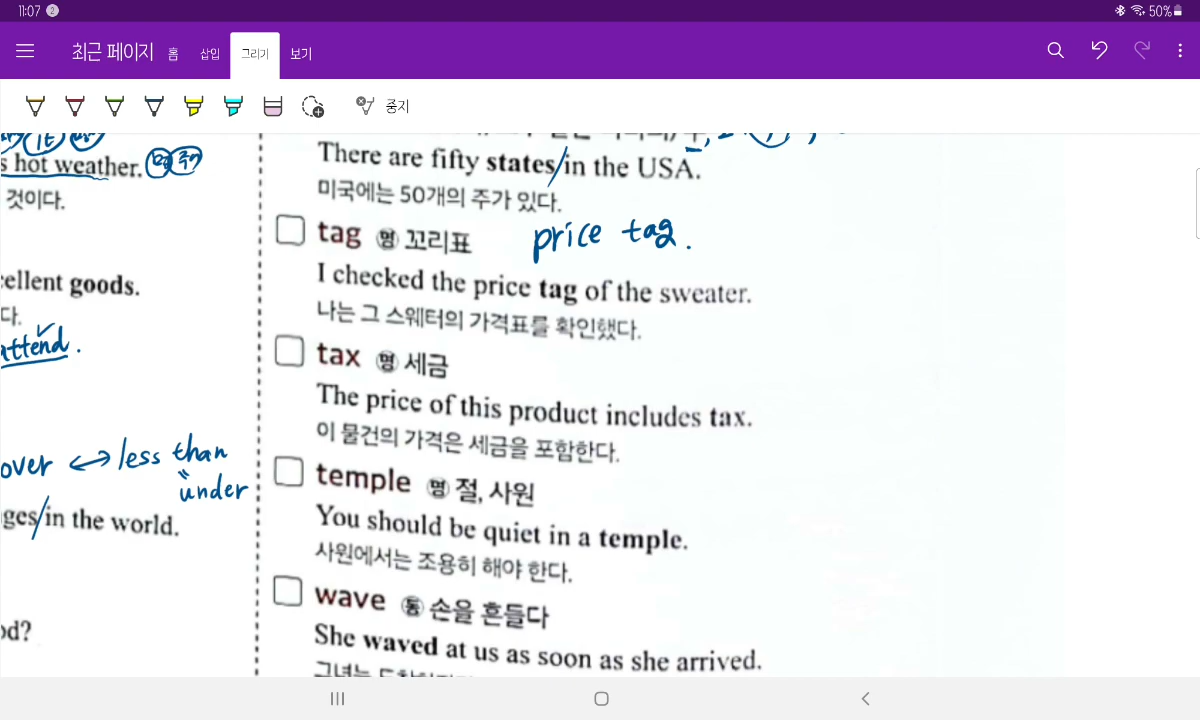 11:07 2 50%
최근 페이지 홈 삽입 그리기 보기
중지
s hot weather.
것이다.
cellent goods.
다.
attend.
over ↔ less than
under
ges/in the world.
od?
There are fifty states/in the USA.
미국에는 50개의 주가 있다.
tag 명 꼬리표 price tag.
I checked the price tag of the sweater.
나는 그 스웨터의 가격표를 확인했다.
tax 명 세금
The price of this product includes tax.
이 물건의 가격은 세금을 포함한다.
temple 명 절, 사원
You should be quiet in a temple.
사원에서는 조용히 해야 한다.
wave 동 손을 흔들다
She waved at us as soon as she arrived.